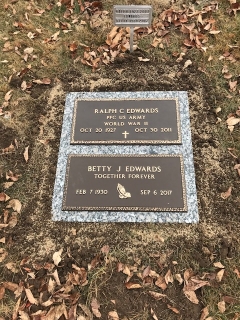 RALPH C EDWARDS
PFC US ARMY
WORLD WAR II
OCT 20 1927
OCT 30 2011
BETTY J EDWARDS
TOGETHER FOREVER
FEB 7 1930
SEP 6 2017